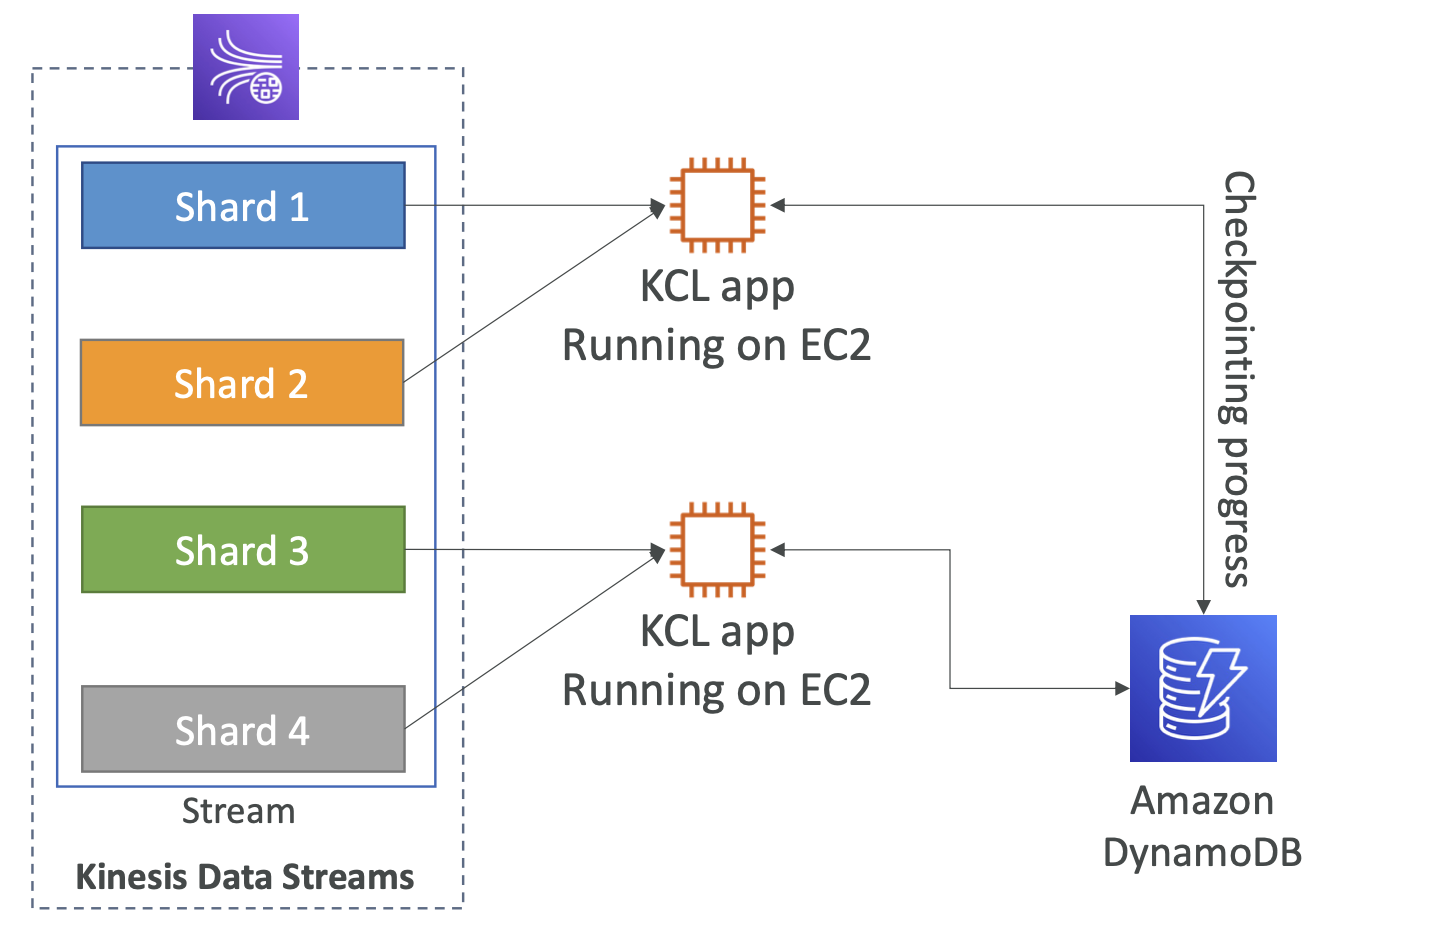 Shard 1
Shard 2
Shard 3
Shard 4
Stream
Kinesis Data Streams
KCL app
Running on EC2
KCL app
Running on EC2
Checkpointing progress
Amazon
DynamoDB